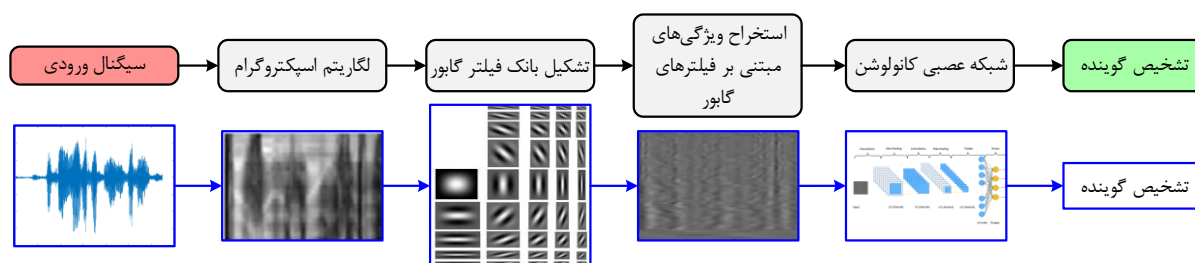 سیگنال ورودی
لگاریتم اسپکتروگرام
تشکیل بانک فیلتر گابور
استخراح ویژگی‌های
مبتنی بر فیلترهای
گابور
شبکه عصبی کانولوشن
تشخیص گوینده
تشخیص گوینده